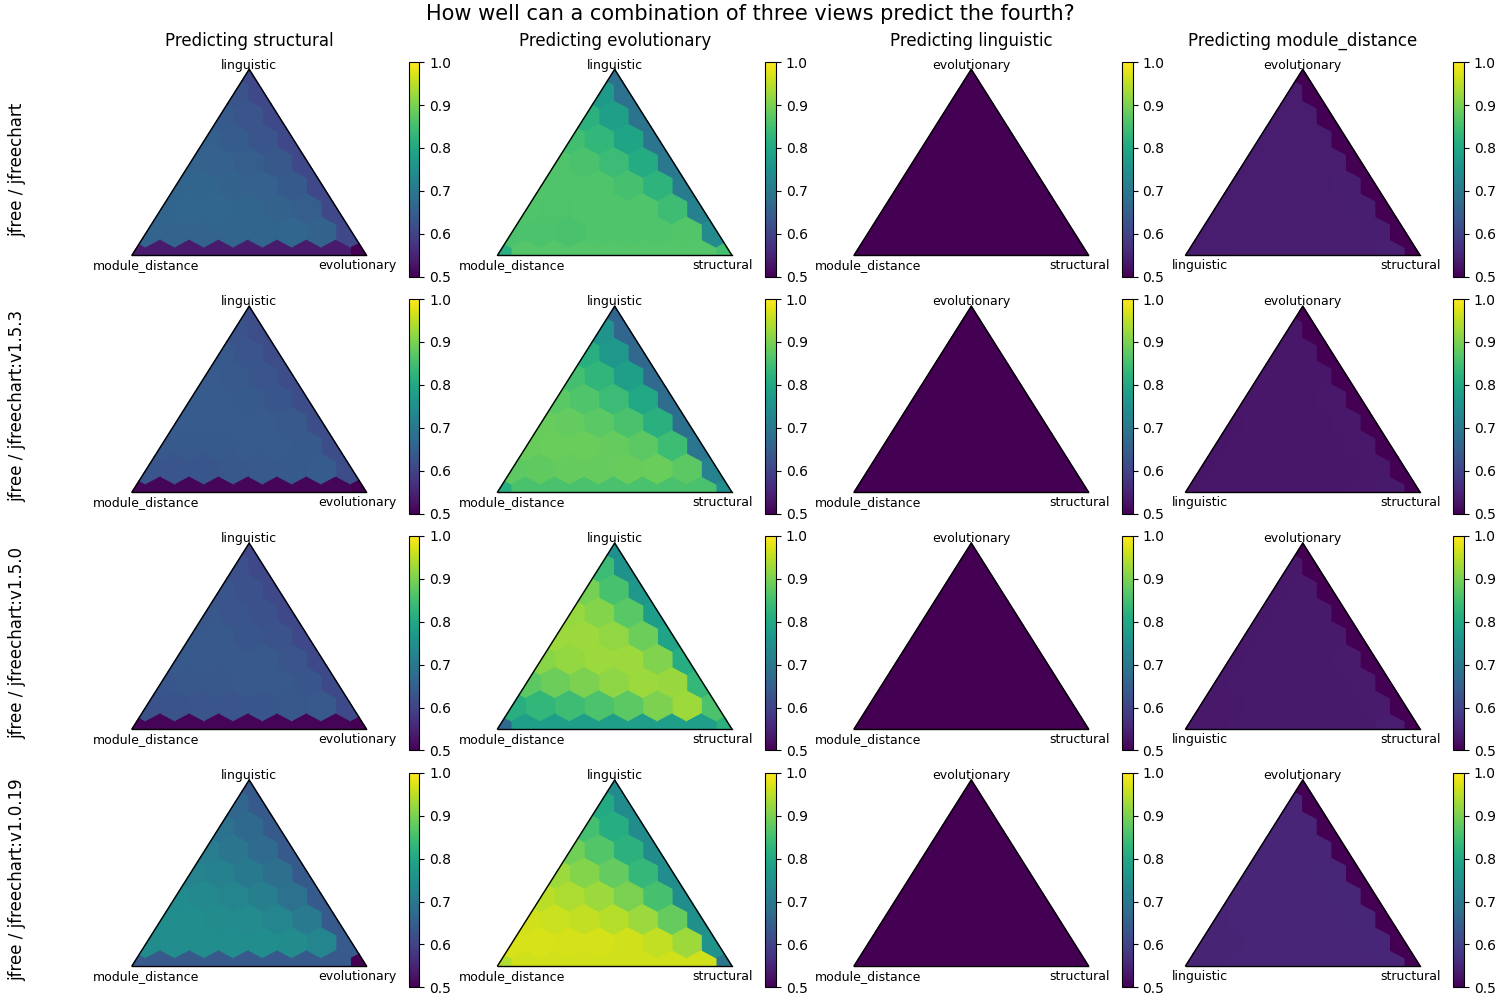 How well can a combination of three views predict the fourth?
Predicting structural
Predicting evolutionary
Predicting linguistic
Predicting module_distance
jfree / jfreechart
linguistic
module_distance
evolutionary
1.0
0.9
0.8
0.7
0.6
0.5
linguistic
module_distance
structural
1.0
0.9
0.8
0.7
0.6
0.5
evolutionary
module_distance
structural
1.0
0.9
0.8
0.7
0.6
0.5
evolutionary
linguistic
structural
1.0
0.9
0.8
0.7
0.6
0.5
jfree / jfreechart:v1.5.3
linguistic
module_distance
evolutionary
1.0
0.9
0.8
0.7
0.6
0.5
linguistic
module_distance
structural
1.0
0.9
0.8
0.7
0.6
0.5
evolutionary
module_distance
structural
1.0
0.9
0.8
0.7
0.6
0.5
evolutionary
linguistic
structural
1.0
0.9
0.8
0.7
0.6
0.5
jfree / jfreechart:v1.5.0
linguistic
module_distance
evolutionary
1.0
0.9
0.8
0.7
0.6
0.5
linguistic
module_distance
structural
1.0
0.9
0.8
0.7
0.6
0.5
evolutionary
module_distance
structural
1.0
0.9
0.8
0.7
0.6
0.5
evolutionary
linguistic
structural
1.0
0.9
0.8
0.7
0.6
0.5
jfree / jfreechart:v1.0.19
linguistic
module_distance
evolutionary
1.0
0.9
0.8
0.7
0.6
0.5
linguistic
module_distance
structural
1.0
0.9
0.8
0.7
0.6
0.5
evolutionary
module_distance
structural
1.0
0.9
0.8
0.7
0.6
0.5
evolutionary
linguistic
structural
1.0
0.9
0.8
0.7
0.6
0.5